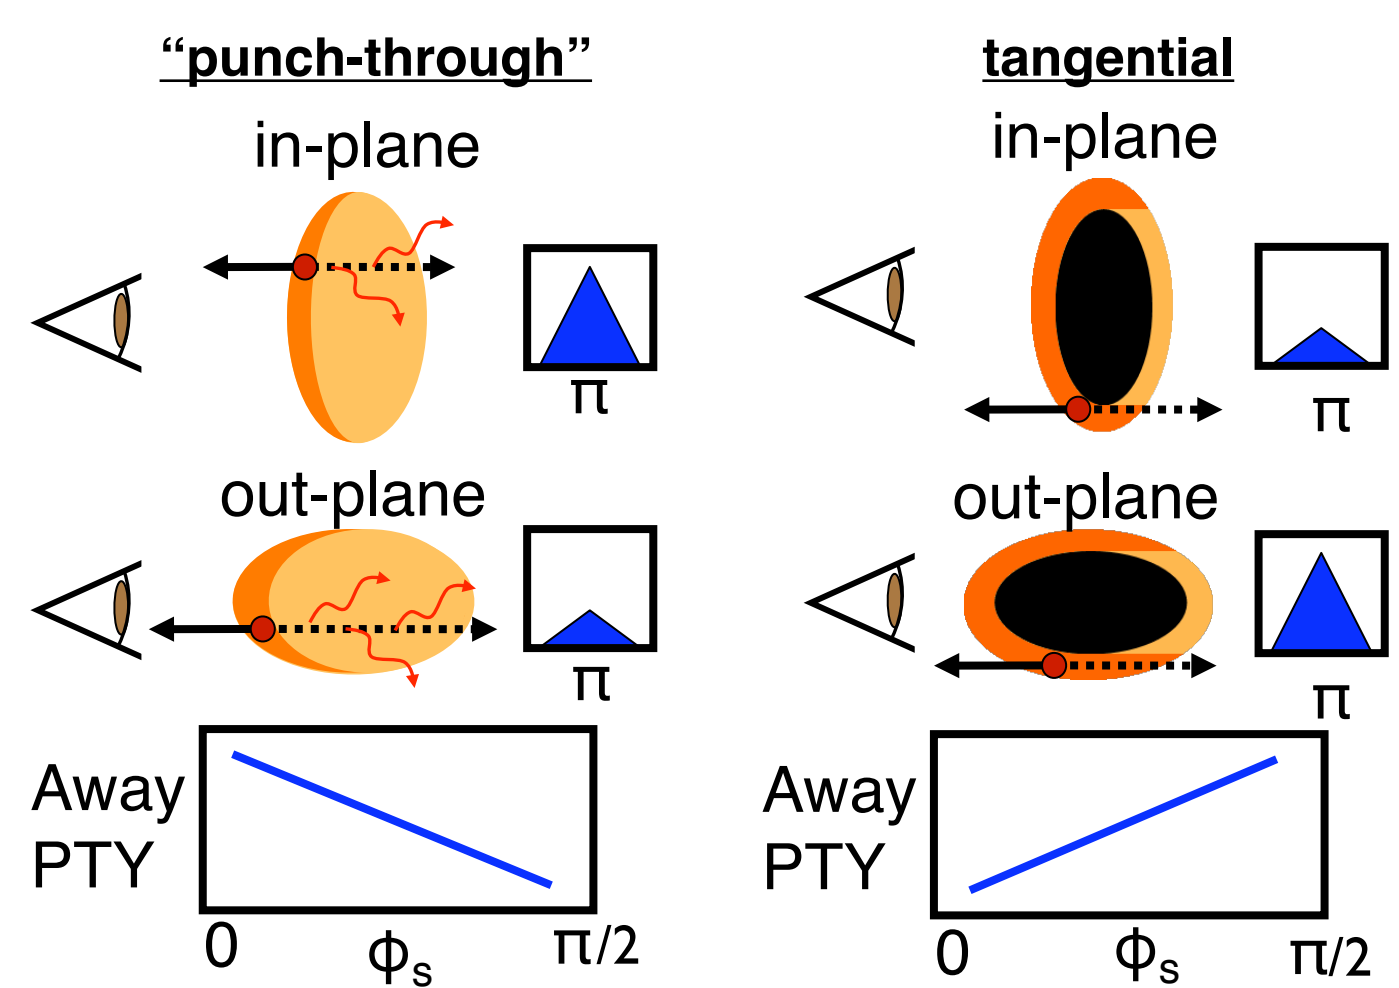 “punch-through”
in-plane
π
out-plane
π
Away
PTY
0
ϕs
π/2
tangential
in-plane
π
out-plane
π
Away
PTY
0
ϕs
π/2